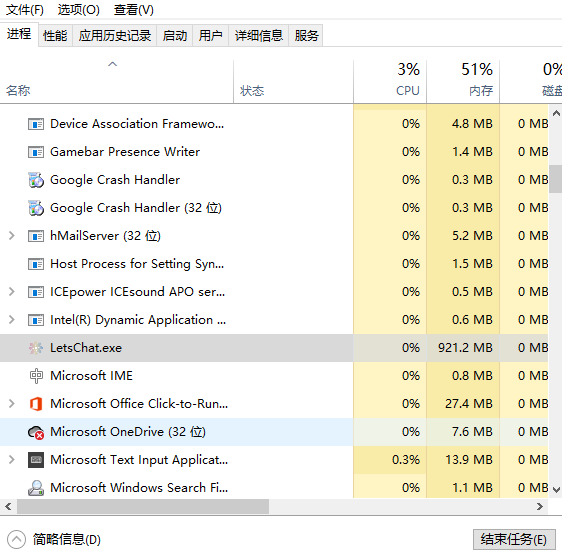 文件(F) 选项(O) 查看(V)
进程 性能 应用历史记录 启动 用户 详细信息 服务
3% 51% 0%
名称 状态 CPU 内存 磁盘
Device Association Framewo... 0% 4.8 MB 0 MB
Gamebar Presence Writer 0% 1.4 MB 0 MB
Google Crash Handler 0% 0.3 MB 0 MB
Google Crash Handler (32 位) 0% 0.3 MB 0 MB
hMailServer (32 位) 0% 5.2 MB 0 MB
Host Process for Setting Syn... 0% 1.5 MB 0 MB
ICEpower ICEsound APO ser... 0% 0.5 MB 0 MB
Intel(R) Dynamic Application ... 0% 0.6 MB 0 MB
LetsChat.exe 0% 921.2 MB 0 MB
Microsoft IME 0% 0.8 MB 0 MB
Microsoft Office Click-to-Run... 0% 27.4 MB 0 MB
Microsoft OneDrive (32 位) 0% 7.6 MB 0 MB
Microsoft Text Input Applicat... 0.3% 13.9 MB 0 MB
Microsoft Windows Search Fi... 0% 1.1 MB 0 MB
简略信息(D) 结束任务(E)